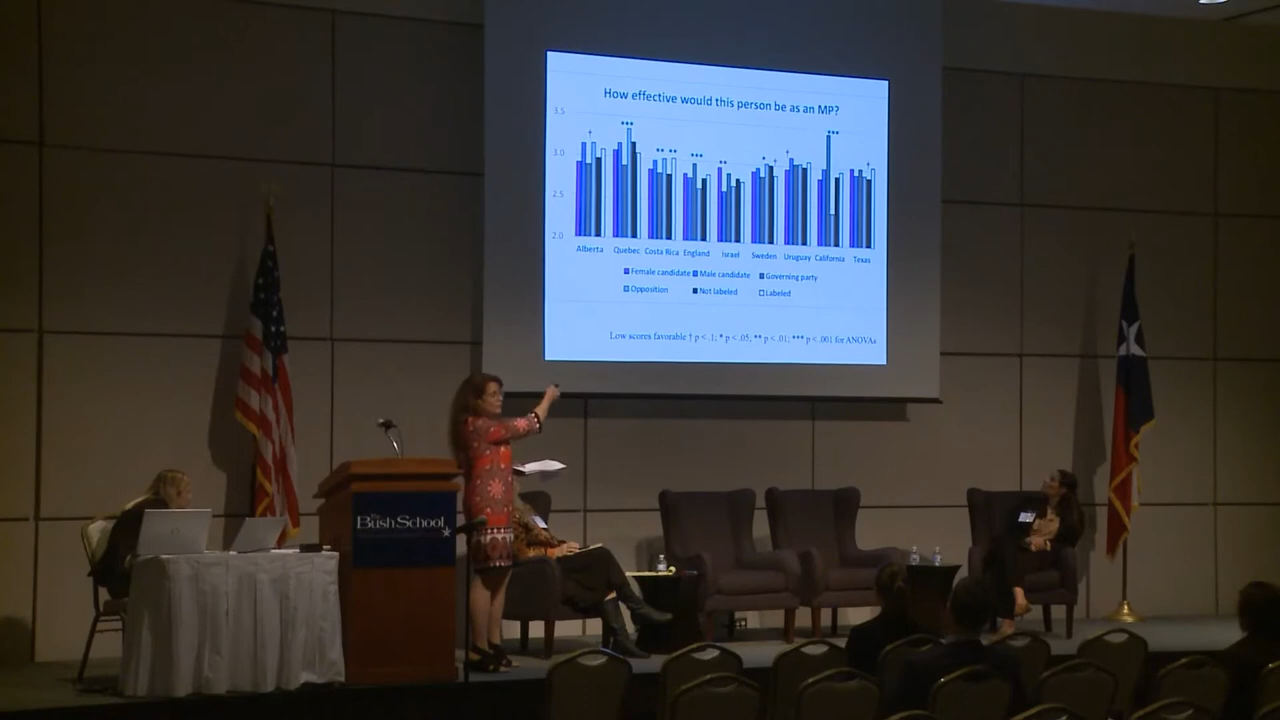 How effective would this person be as an MP?
3.5
3.0
2.5
2.0
† *** ** ** *** ** * † † *** †
Alberta Quebec Costa Rica England Israel Sweden Uruguay California Texas
Female candidate Male candidate Governing party
Opposition Not labeled Labeled
Low scores favorable † p < .1; * p < .05; ** p < .01; *** p < .001 for ANOVAs
The
Bush School